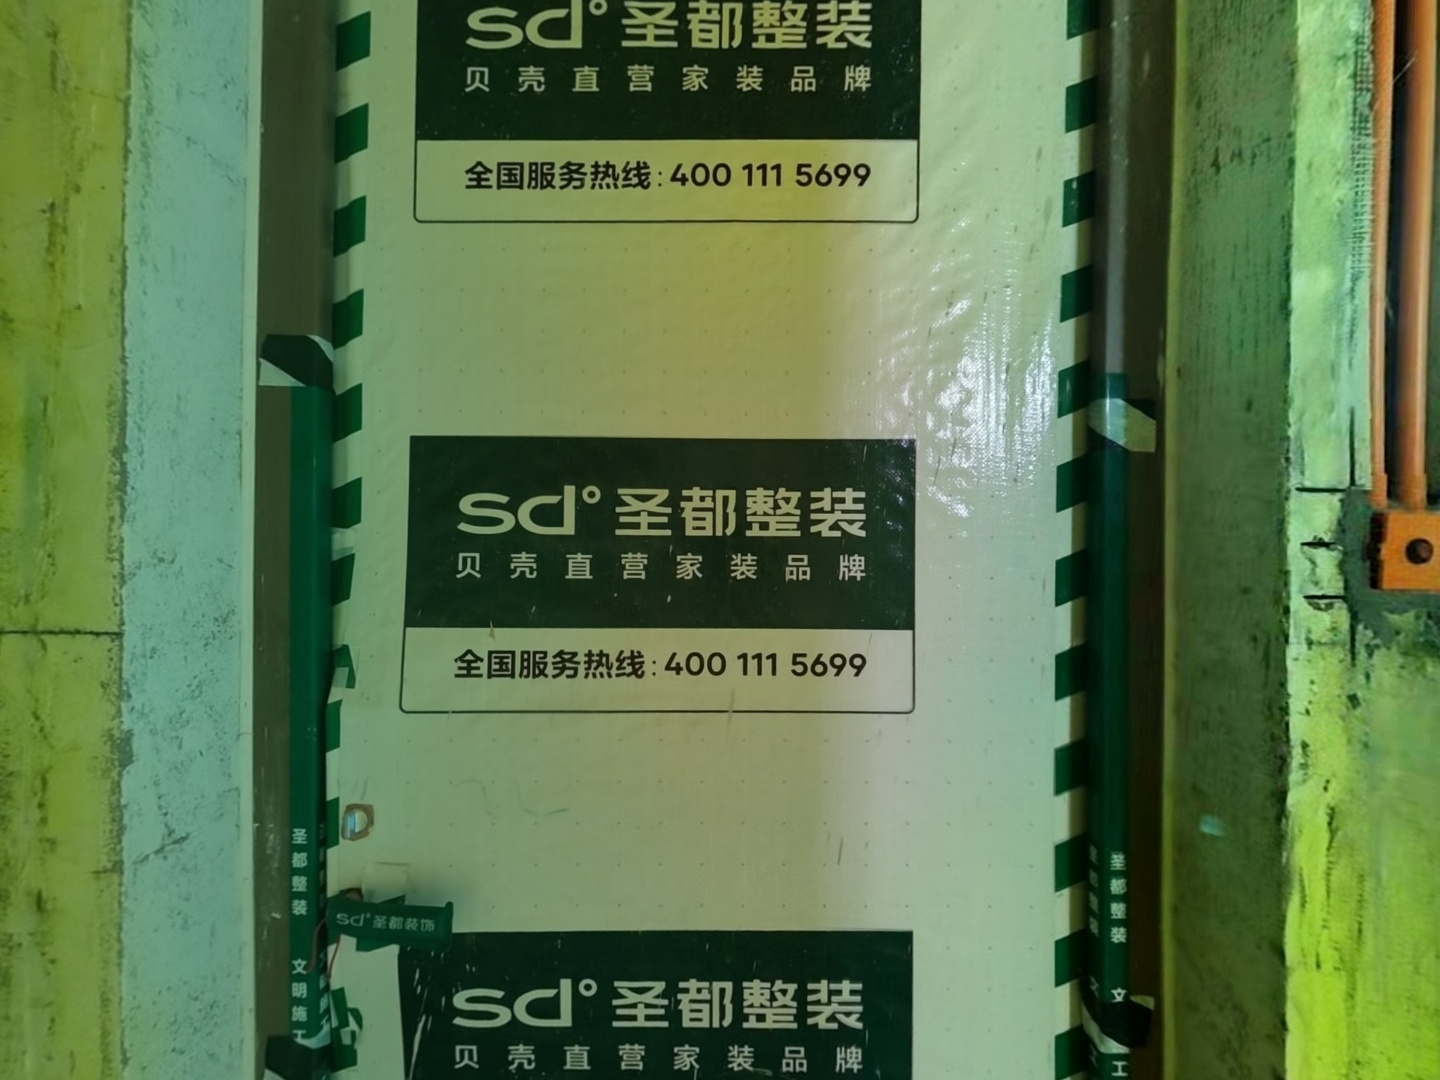 sd°圣都整装
贝壳直营家装品牌
全国服务热线:400 111 5699
sd°圣都整装
贝壳直营家装品牌
全国服务热线:400 111 5699
圣都整装 文明施工
圣都整装 文
工
sd°圣都装饰
sd°圣都整装
贝壳直营家装品牌